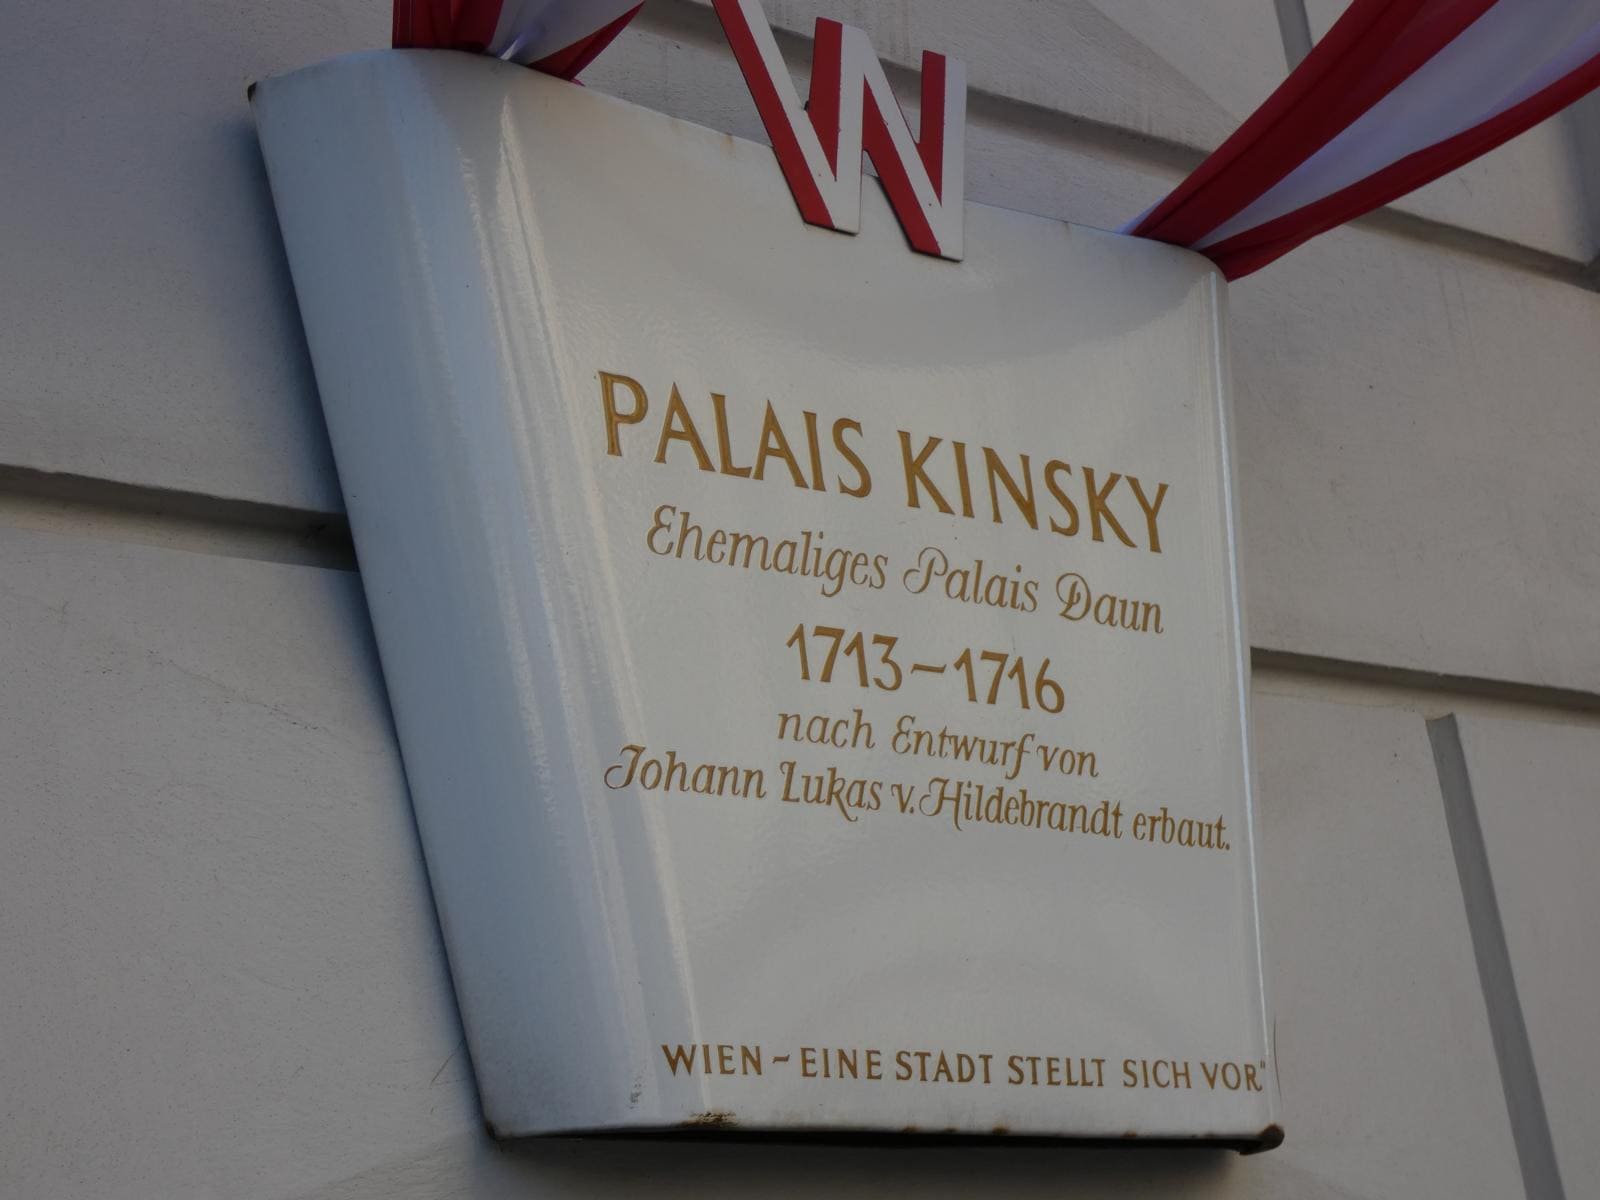 W
PALAIS KINSKY
Ehemaliges Palais Daun
1713–1716
nach Entwurf von
Johann Lukas v. Hildebrandt erbaut.
WIEN – EINE STADT STELLT SICH VOR"